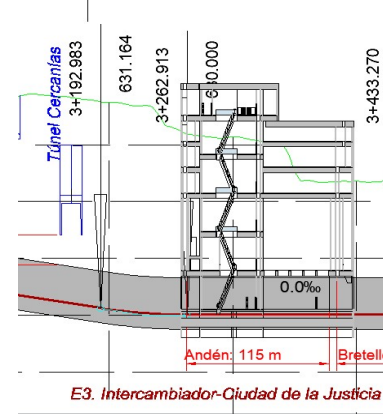 Túnel Cercanías
3+192.983
631.164
3+262.913
630.000
3+433.270
0.0‰
Andén: 115 m
E3. Intercambiador-Ciudad de la Justicia